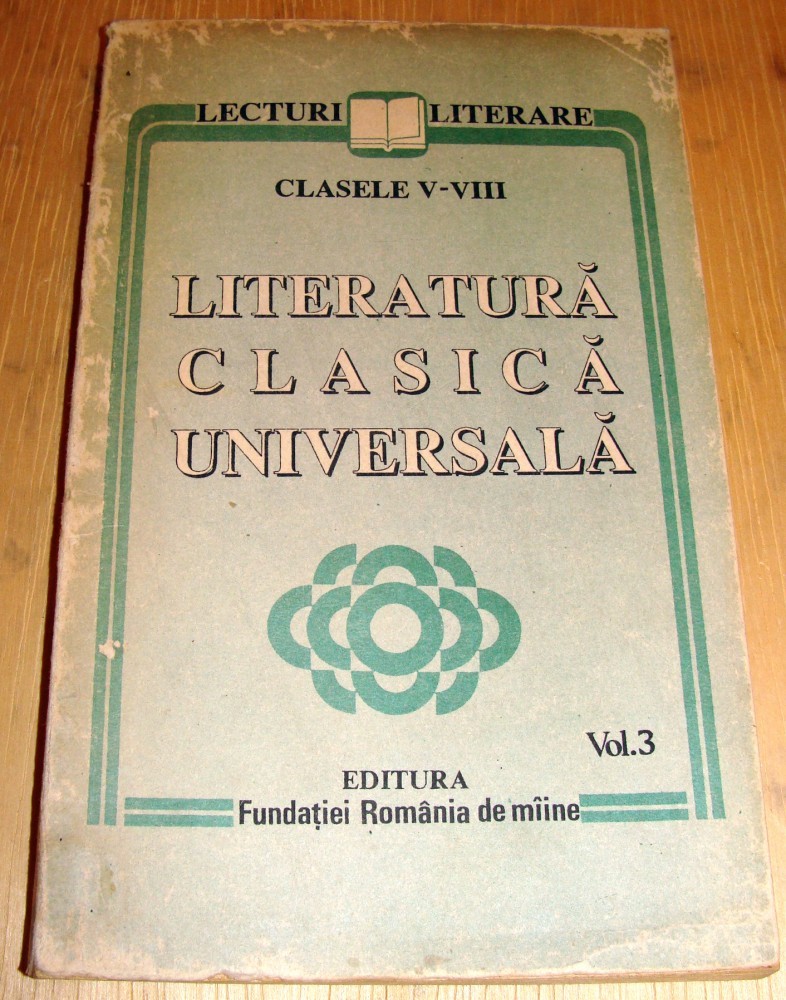 LECTURI LITERARE
CLASELE V-VIII
LITERATURĂ
CLASICĂ
UNIVERSALĂ
Vol.3
EDITURA
Fundației România de mîine